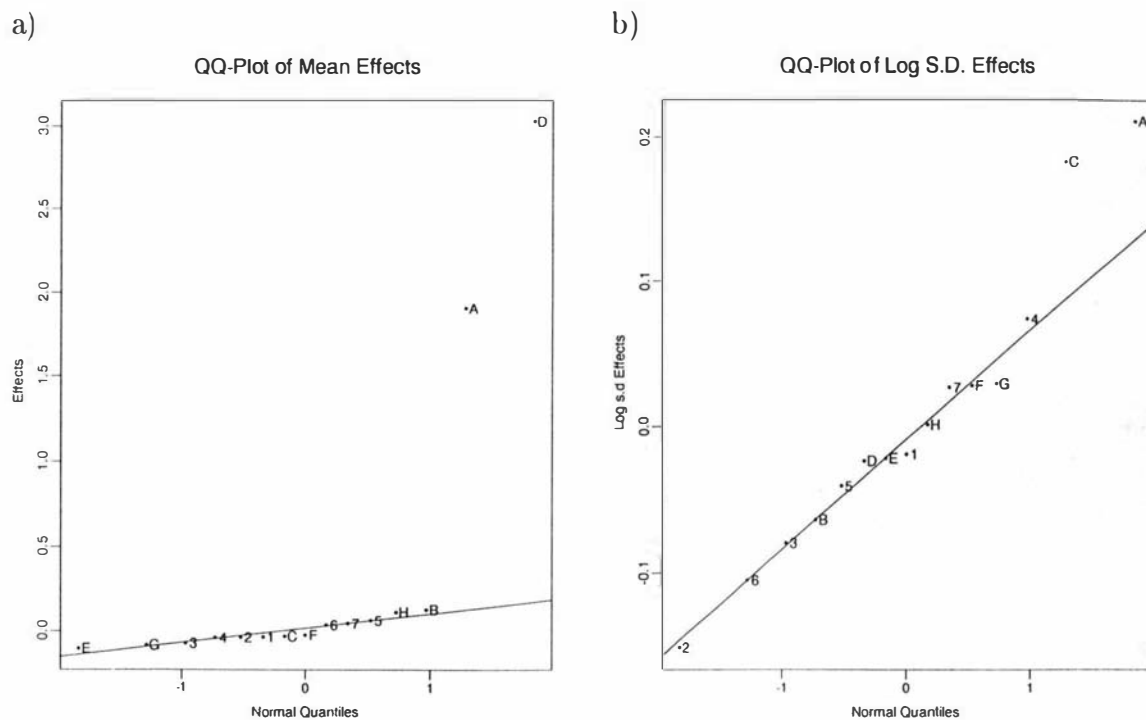 a)
QQ-Plot of Mean Effects
Effects
3.0
2.5
2.0
1.5
1.0
0.5
0.0
D
A
E
G
3
4
2
1
C
F
6
7
5
H
B
-1
0
1
Normal Quantiles
b)
QQ-Plot of Log S.D. Effects
Log s.d Effects
0.2
0.1
0.0
-0.1
A
C
4
7
F
G
H
D
E
1
5
B
3
6
2
-1
0
1
Normal Quantiles